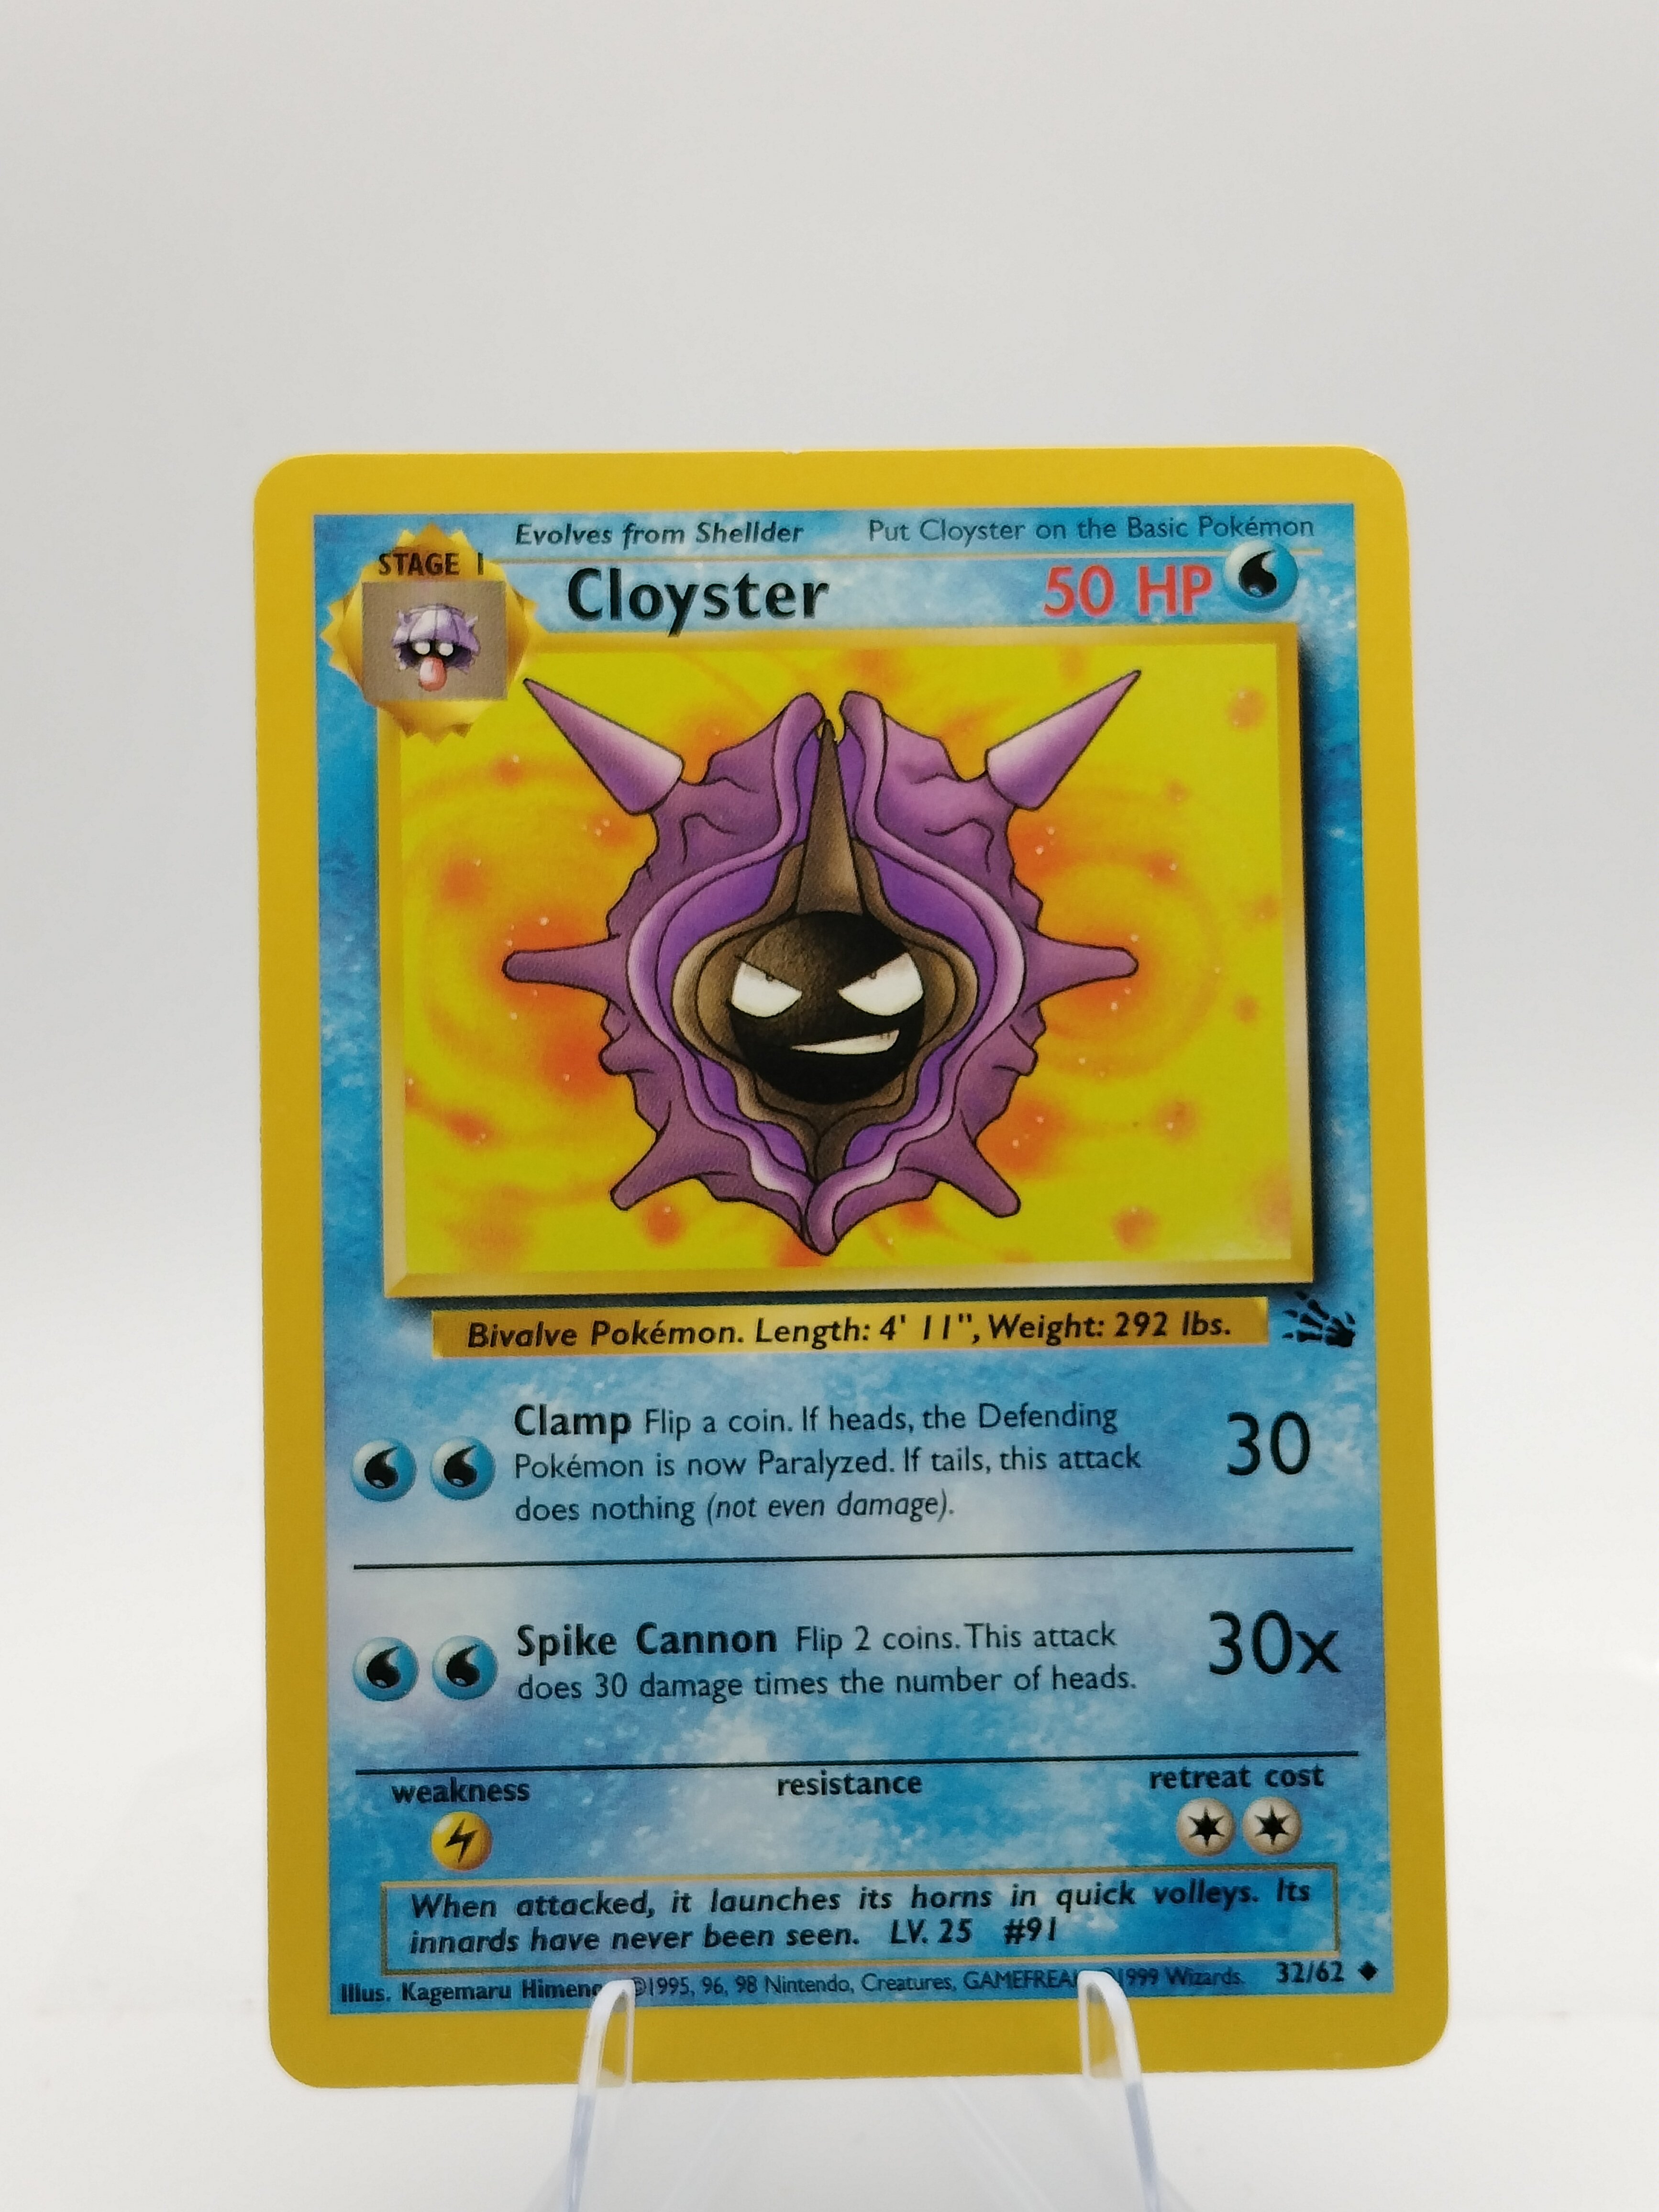 Evolves from Shellder Put Cloyster on the Basic Pokémon
STAGE 1
Cloyster 50 HP
Bivalve Pokémon. Length: 4' 11", Weight: 292 lbs.
Clamp Flip a coin. If heads, the Defending
Pokémon is now Paralyzed. If tails, this attack
does nothing (not even damage).
30
Spike Cannon Flip 2 coins. This attack
does 30 damage times the number of heads.
30x
weakness resistance retreat cost
When attacked, it launches its horns in quick volleys. Its
innards have never been seen. LV. 25 #91
Illus. Kagemaru Himeno ©1995, 96, 98 Nintendo, Creatures, GAMEFREAK ©1999 Wizards. 32/62